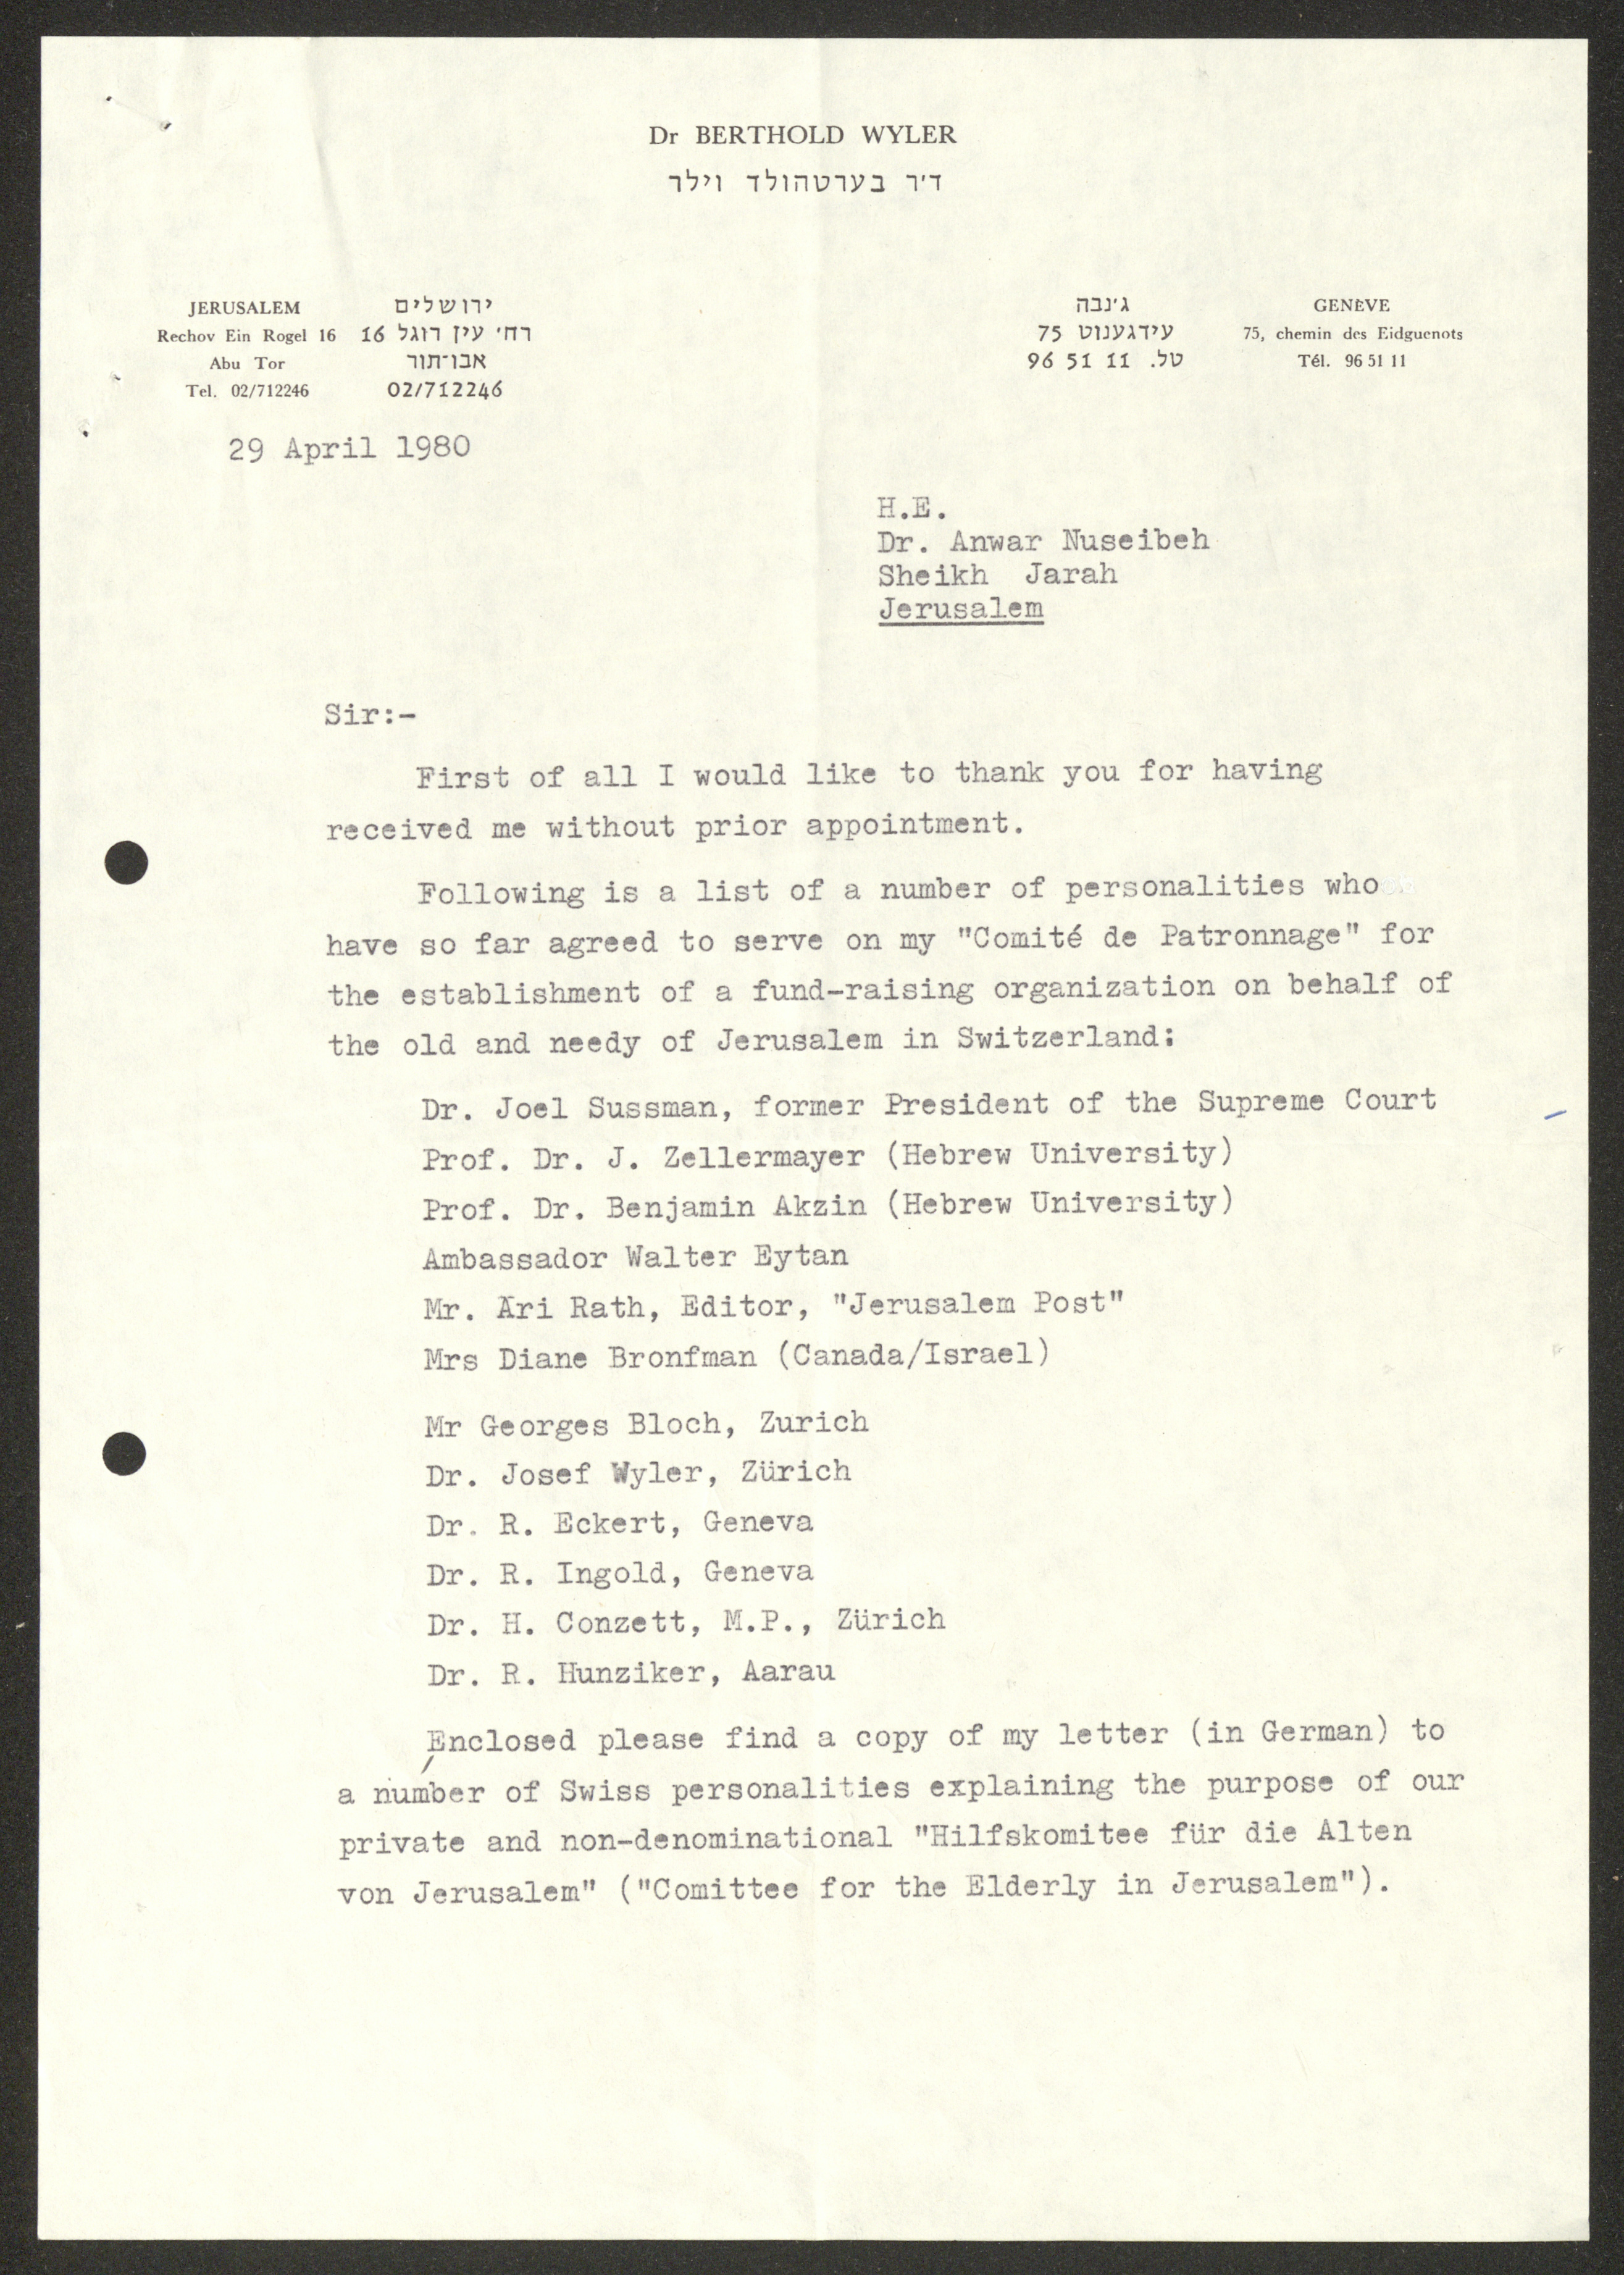 Dr BERTHOLD WYLER
ד׳ר בערטהולד וילר
JERUSALEM
Rechov Ein Rogel 16
Abu Tor
Tel. 02/712246
ירושלים
רח׳ עין רוגל 16
אבו־תור
02/712246
ג׳נבה
עידגענוט 75
טל. 11 51 96
GENÈVE
75, chemin des Eidguenots
Tél. 96 51 11
29 April 1980
H.E.
Dr. Anwar Nuseibeh
Sheikh Jarah
Jerusalem
Sir:-
First of all I would like to thank you for having
received me without prior appointment.
Following is a list of a number of personalities who
have so far agreed to serve on my "Comité de Patronnage" for
the establishment of a fund-raising organization on behalf of
the old and needy of Jerusalem in Switzerland:
Dr. Joel Sussman, former President of the Supreme Court
Prof. Dr. J. Zellermayer (Hebrew University)
Prof. Dr. Benjamin Akzin (Hebrew University)
Ambassador Walter Eytan
Mr. Ari Rath, Editor, "Jerusalem Post"
Mrs Diane Bronfman (Canada/Israel)
Mr Georges Bloch, Zurich
Dr. Josef Wyler, Zürich
Dr. R. Eckert, Geneva
Dr. R. Ingold, Geneva
Dr. H. Conzett, M.P., Zürich
Dr. R. Hunziker, Aarau
Enclosed please find a copy of my letter (in German) to
a number of Swiss personalities explaining the purpose of our
private and non-denominational "Hilfskomitee für die Alten
von Jerusalem" ("Comittee for the Elderly in Jerusalem").